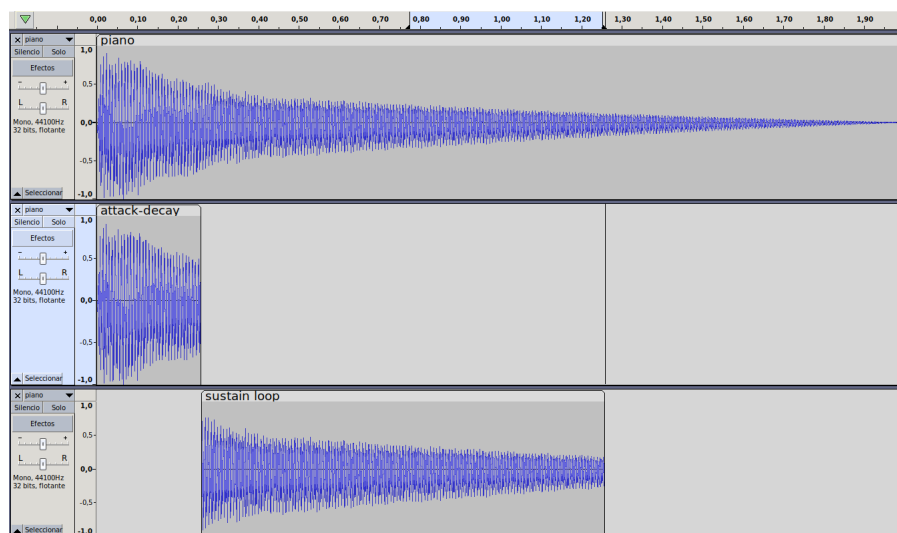 0,00 0,10 0,20 0,30 0,40 0,50 0,60 0,70 0,80 0,90 1,00 1,10 1,20 1,30 1,40 1,50 1,60 1,70 1,80 1,90
× piano ▼
piano
Silencio Solo
1,0
Efectos
- +
0,5-
L R
Mono, 44100Hz
32 bits, flotante
0,0-
-0,5-
Seleccionar
-1,0
× piano ▼
attack-decay
Silencio Solo
1,0
Efectos
- +
0,5-
L R
Mono, 44100Hz
32 bits, flotante
0,0-
-0,5-
Seleccionar
-1,0
× piano ▼
sustain loop
Silencio Solo
1,0
Efectos
- +
0,5-
L R
Mono, 44100Hz
32 bits, flotante
0,0-
-0,5-
Seleccionar
-1,0